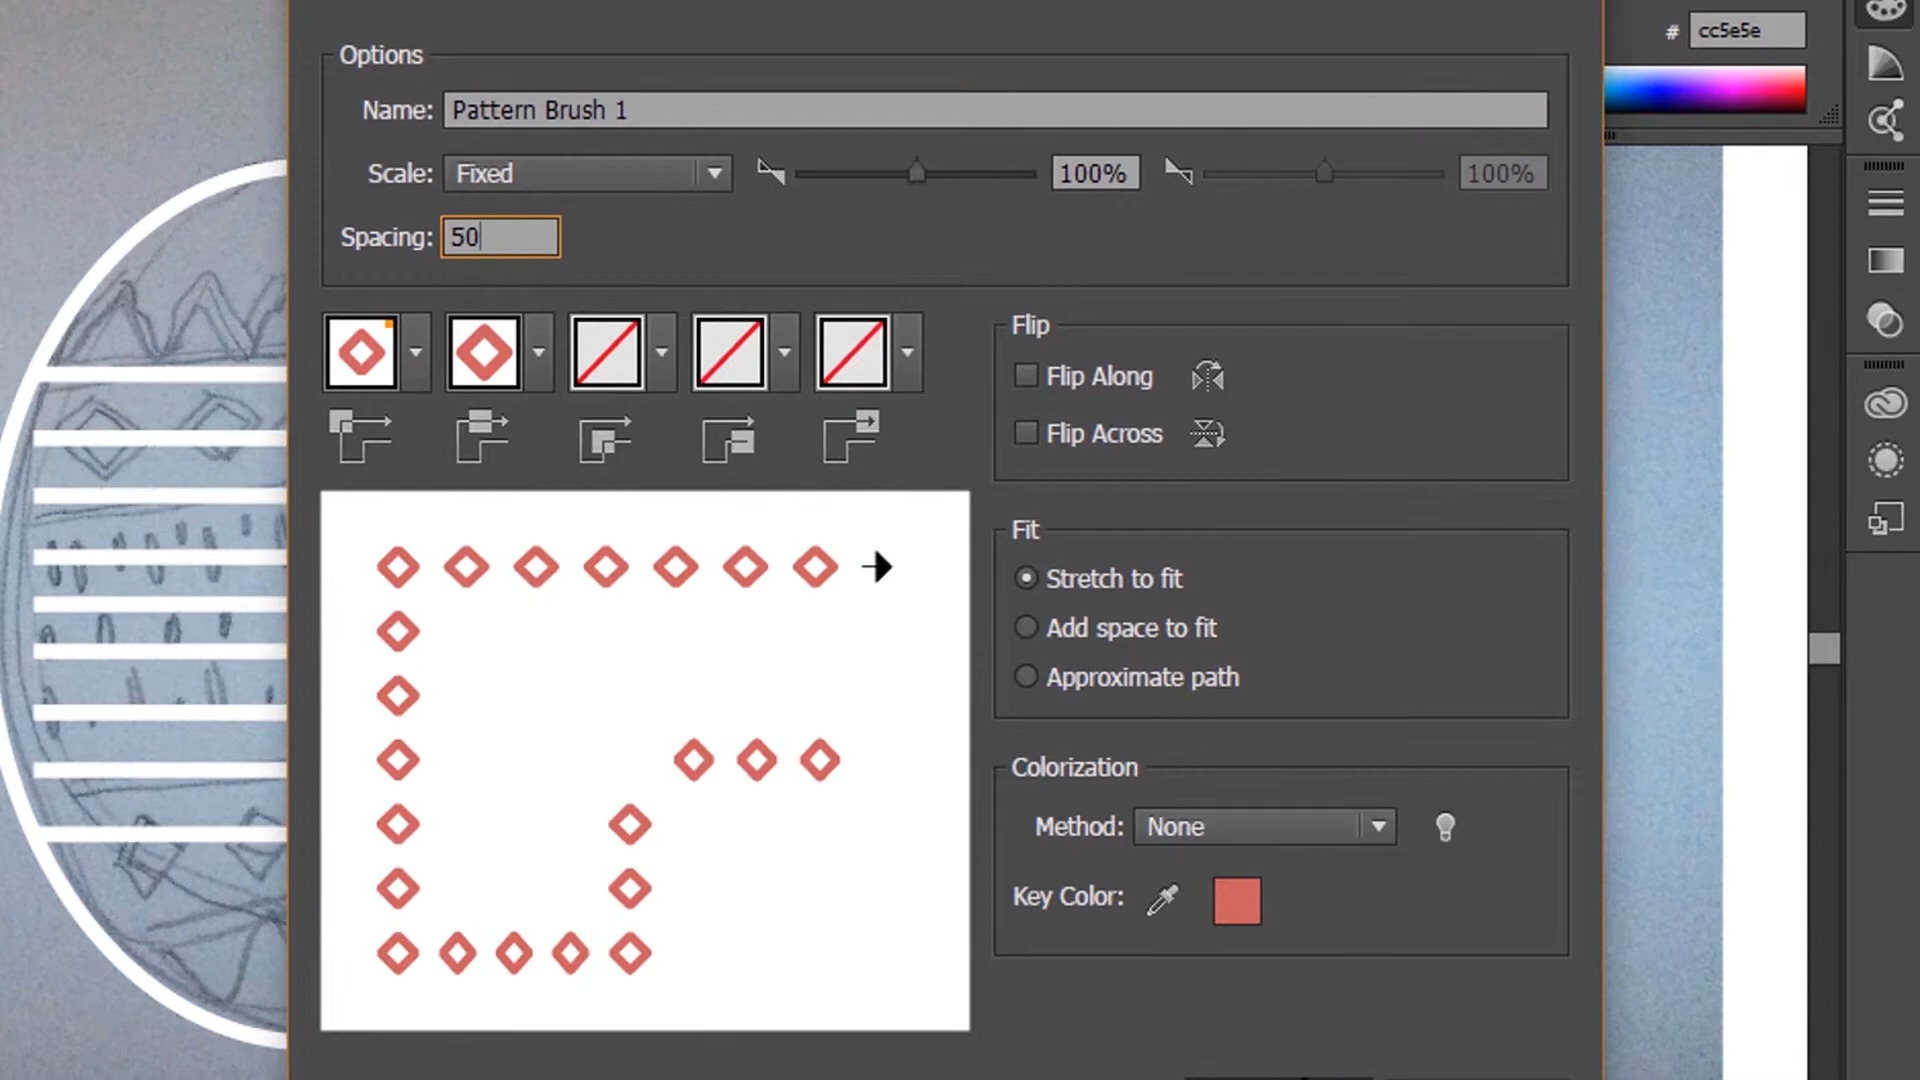 # cc5e5e
Options
Name: Pattern Brush 1
Scale: Fixed 100% 100%
Spacing: 50
Flip
Flip Along
Flip Across
Fit
Stretch to fit
Add space to fit
Approximate path
Colorization
Method: None
Key Color: